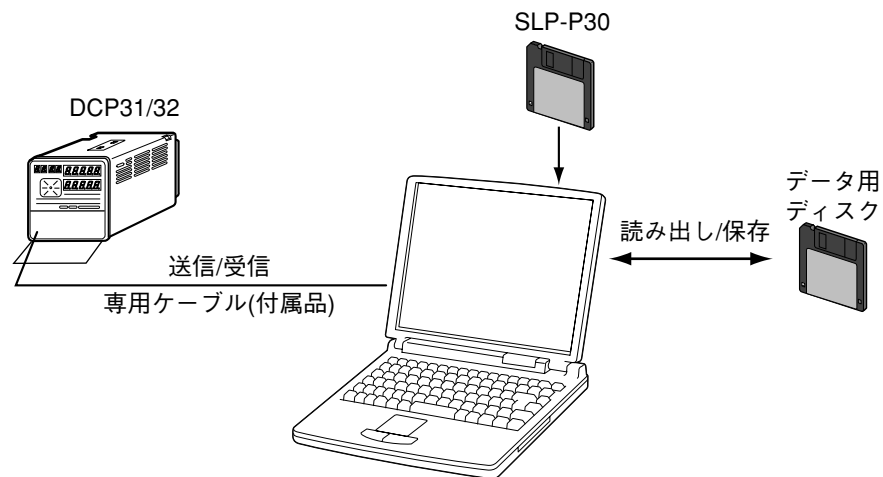 SLP-P30
DCP31/32
データ用
ディスク
読み出し/保存
送信/受信
専用ケーブル(付属品)